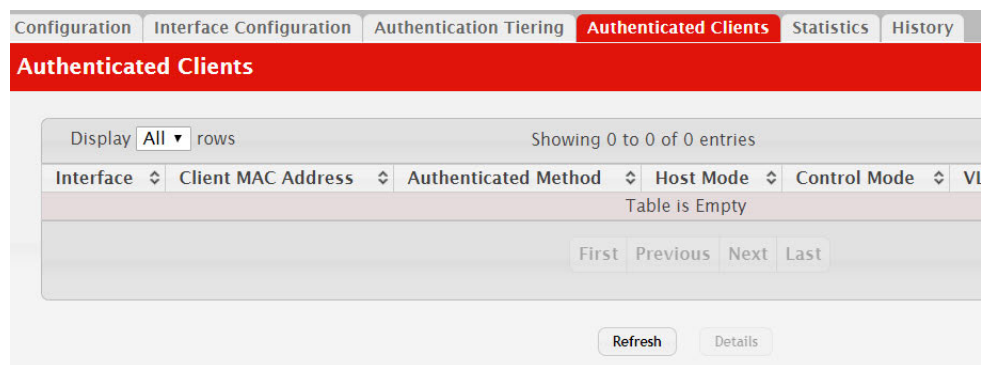 Configuration Interface Configuration Authentication Tiering Authenticated Clients Statistics History
Authenticated Clients
Display All rows Showing 0 to 0 of 0 entries
Interface Client MAC Address Authenticated Method Host Mode Control Mode VL
Table is Empty
First Previous Next Last
Refresh Details